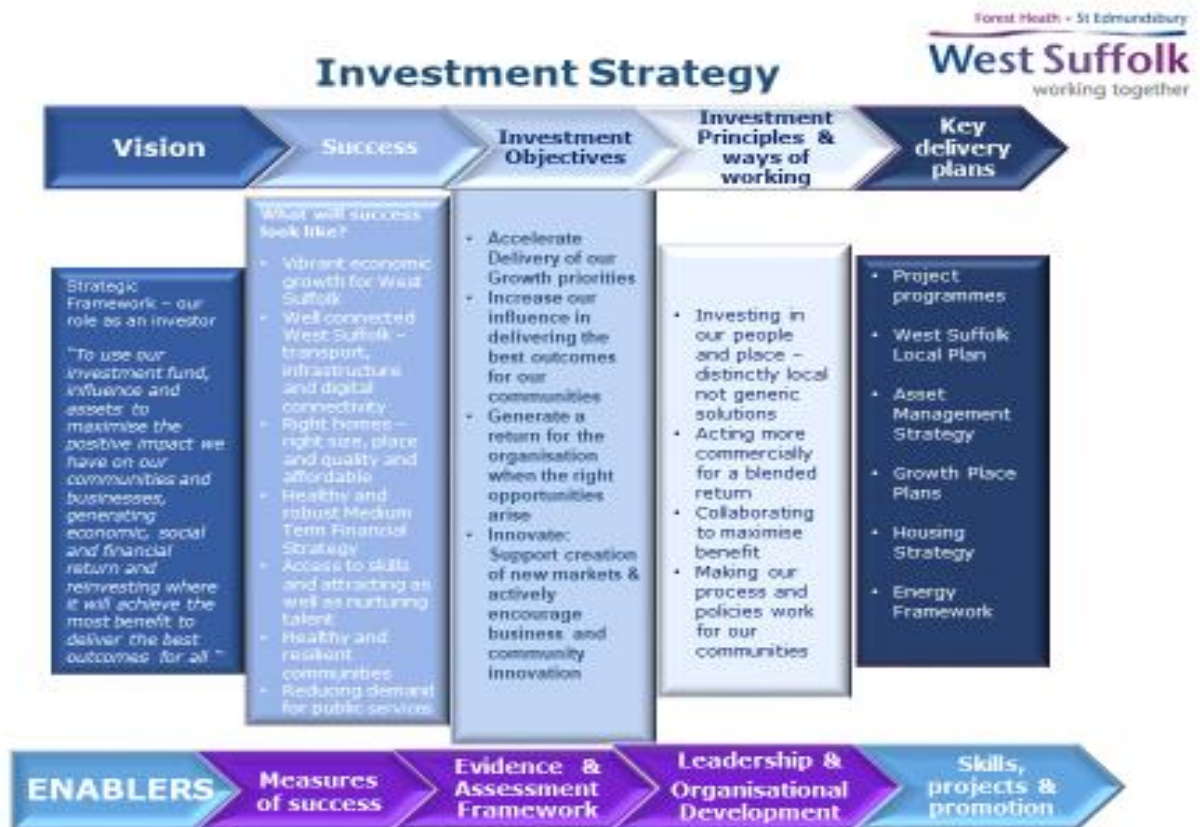 Forest Heath • St Edmundsbury
West Suffolk
working together
Investment Strategy
Vision
Success
Investment
Objectives
Investment
Principles &
ways of
working
Key
delivery
plans
Strategic
Framework – our
role as an investor
"To use our
investment fund,
influence and
assets to
maximise the
positive impact we
have on our
communities and
businesses,
generating
economic, social
and financial
return and
reinvesting where
it will achieve the
most benefit to
deliver the best
outcomes for all "
What will success
look like?
• Vibrant economic
growth for West
Suffolk
• Well connected
West Suffolk –
transport,
infrastructure
and digital
connectivity
• Right homes –
right size, place
and quality and
affordable
• Healthy and
robust Medium
Term Financial
Strategy
• Access to skills
and attracting as
well as nurturing
talent
• Healthy and
resilient
communities
• Reducing demand
for public services
• Accelerate
Delivery of our
Growth priorities
• Increase our
influence in
delivering the
best outcomes
for our
communities
• Generate a
return for the
organisation
when the right
opportunities
arise
• Innovate:
Support creation
of new markets &
actively
encourage
business and
community
innovation
• Investing in
our people
and place –
distinctly local
not generic
solutions
• Acting more
commercially
for a blended
return
• Collaborating
to maximise
benefit
• Making our
process and
policies work
for our
communities
• Project
programmes
• West Suffolk
Local Plan
• Asset
Management
Strategy
• Growth Place
Plans
• Housing
Strategy
• Energy
Framework
ENABLERS
Measures
of success
Evidence &
Assessment
Framework
Leadership &
Organisational
Development
Skills,
projects &
promotion